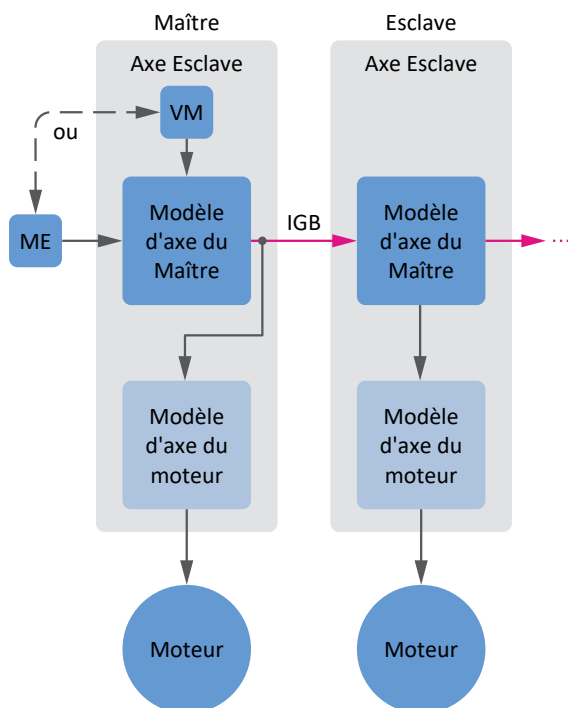 Maître
Esclave
Axe Esclave
Axe Esclave
VM
ou
ME
Modèle
d'axe du
Maître
IGB
Modèle
d'axe du
Maître
...
Modèle
d'axe du
moteur
Modèle
d'axe du
moteur
Moteur
Moteur